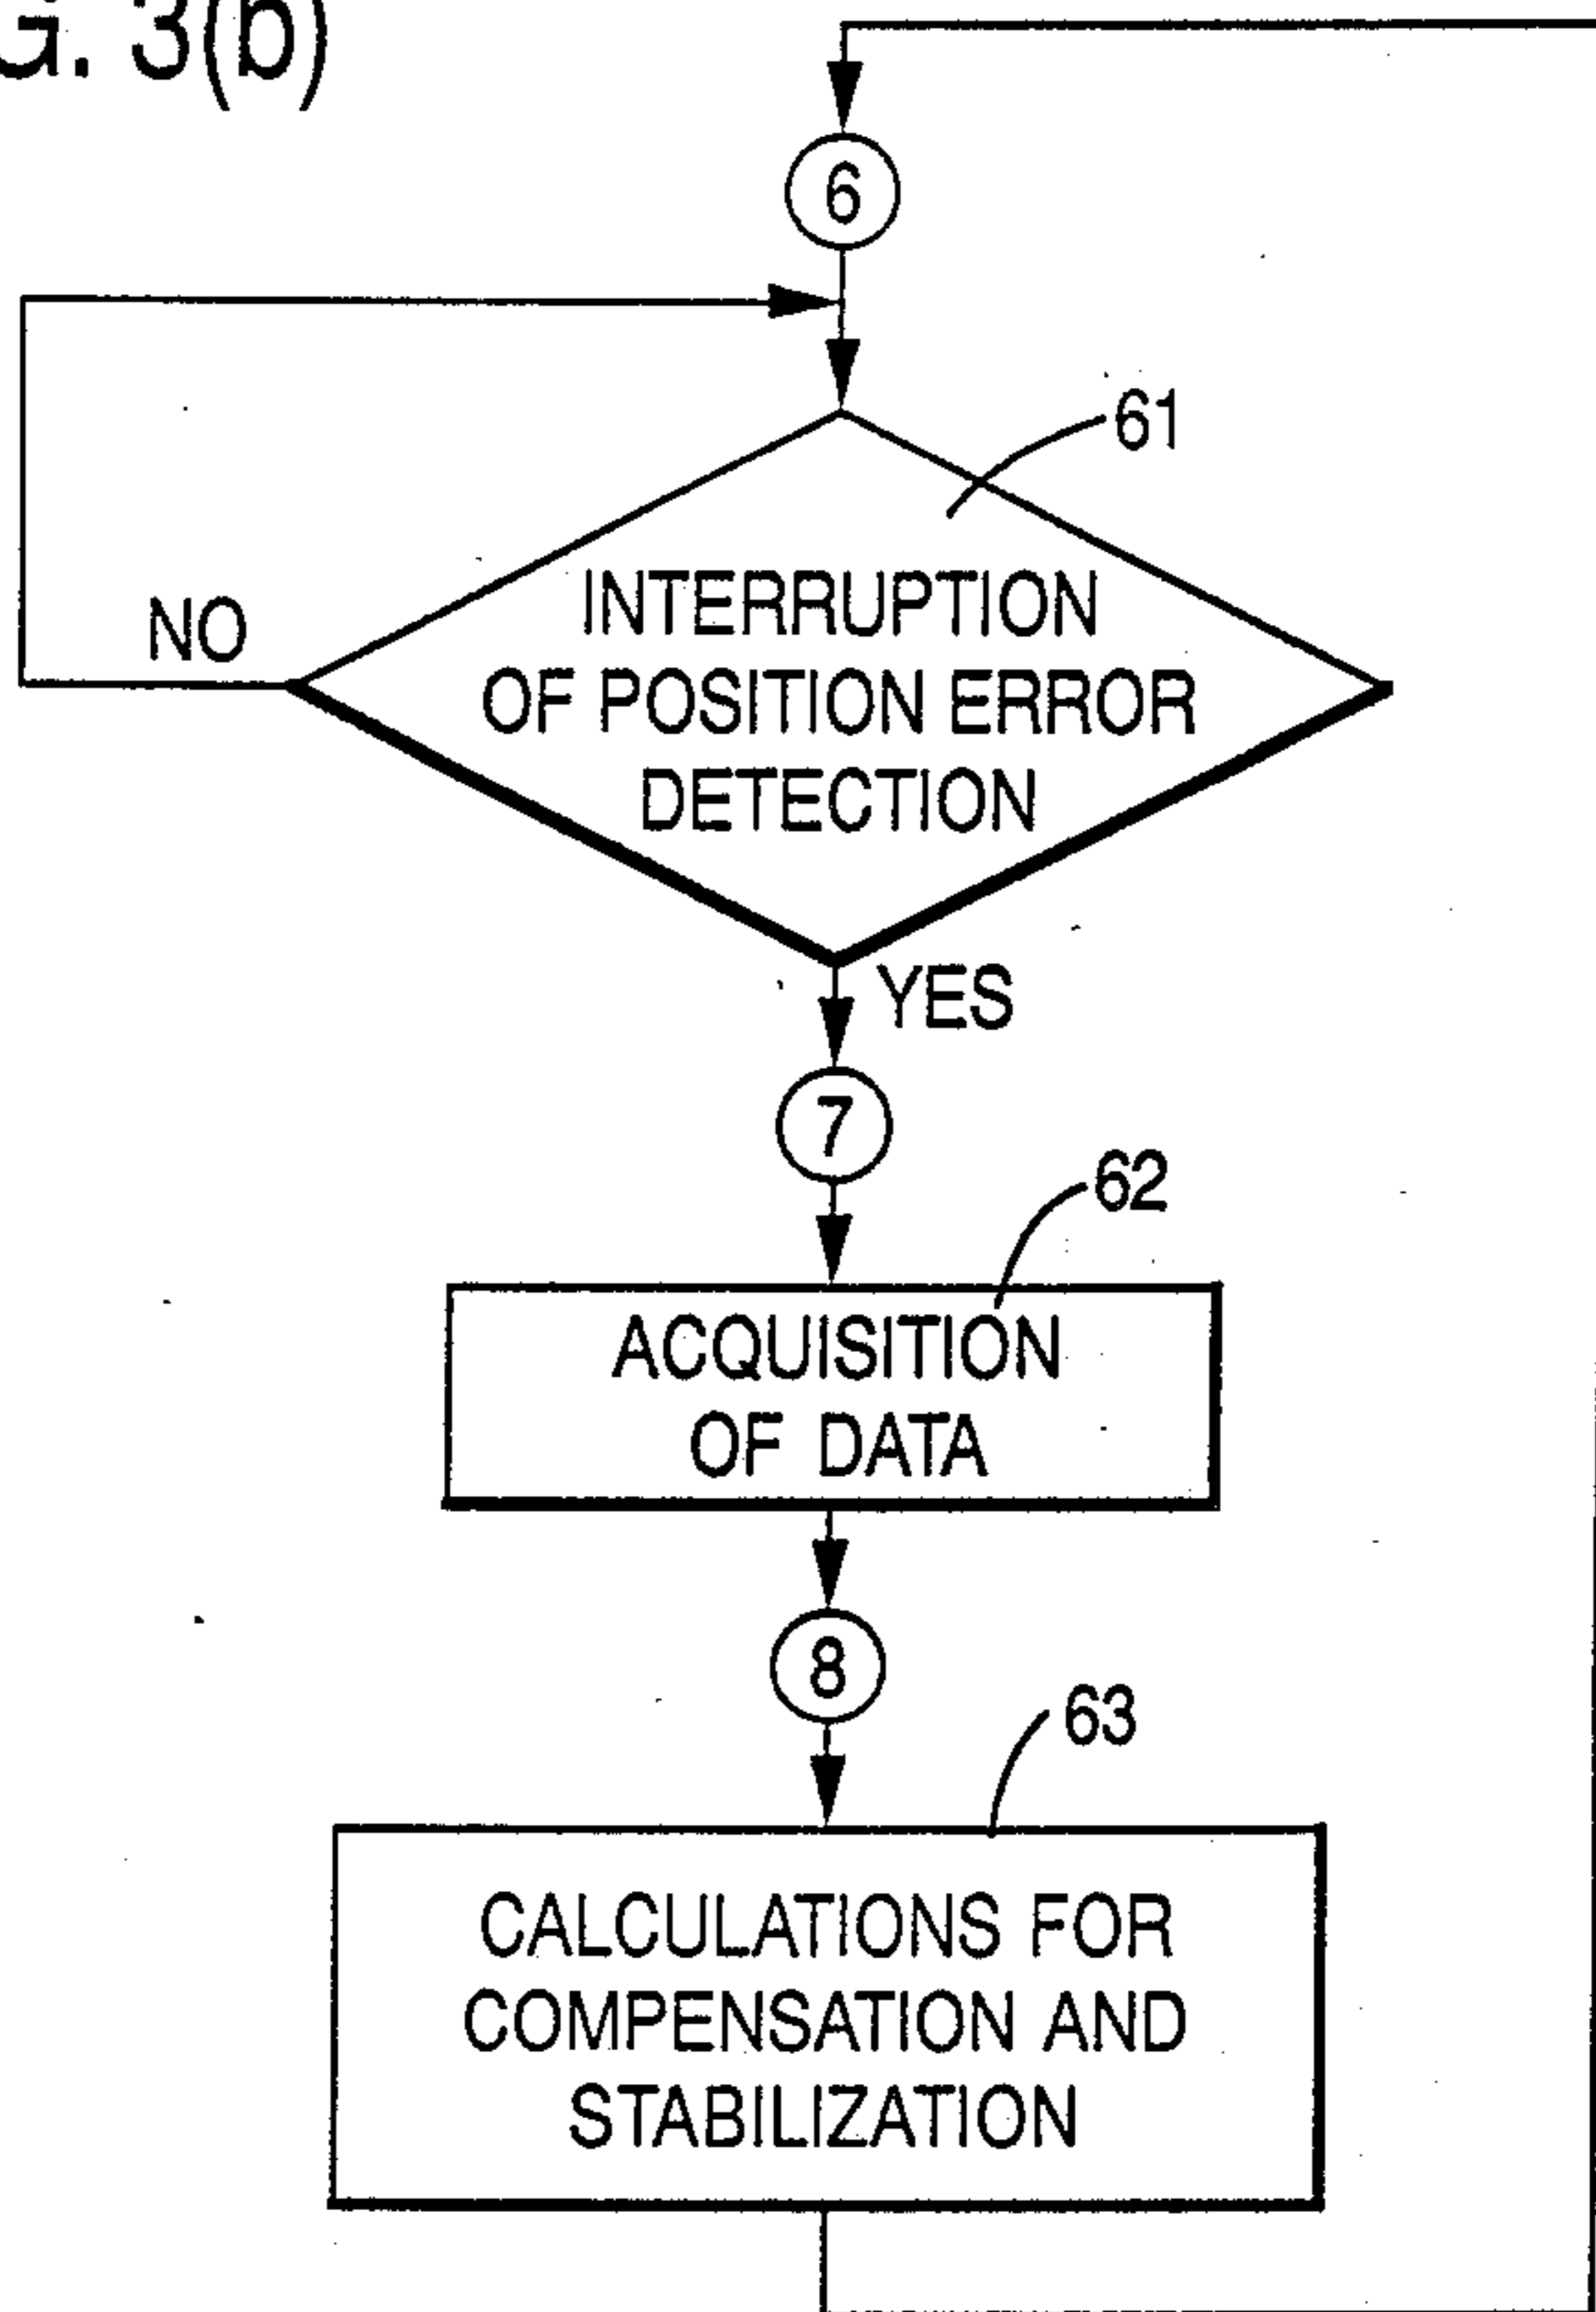 G. 3(b)
6
61
INTERRUPTION
OF POSITION ERROR
DETECTION
NO
YES
7
62
ACQUISITION
OF DATA
8
63
CALCULATIONS FOR
COMPENSATION AND
STABILIZATION